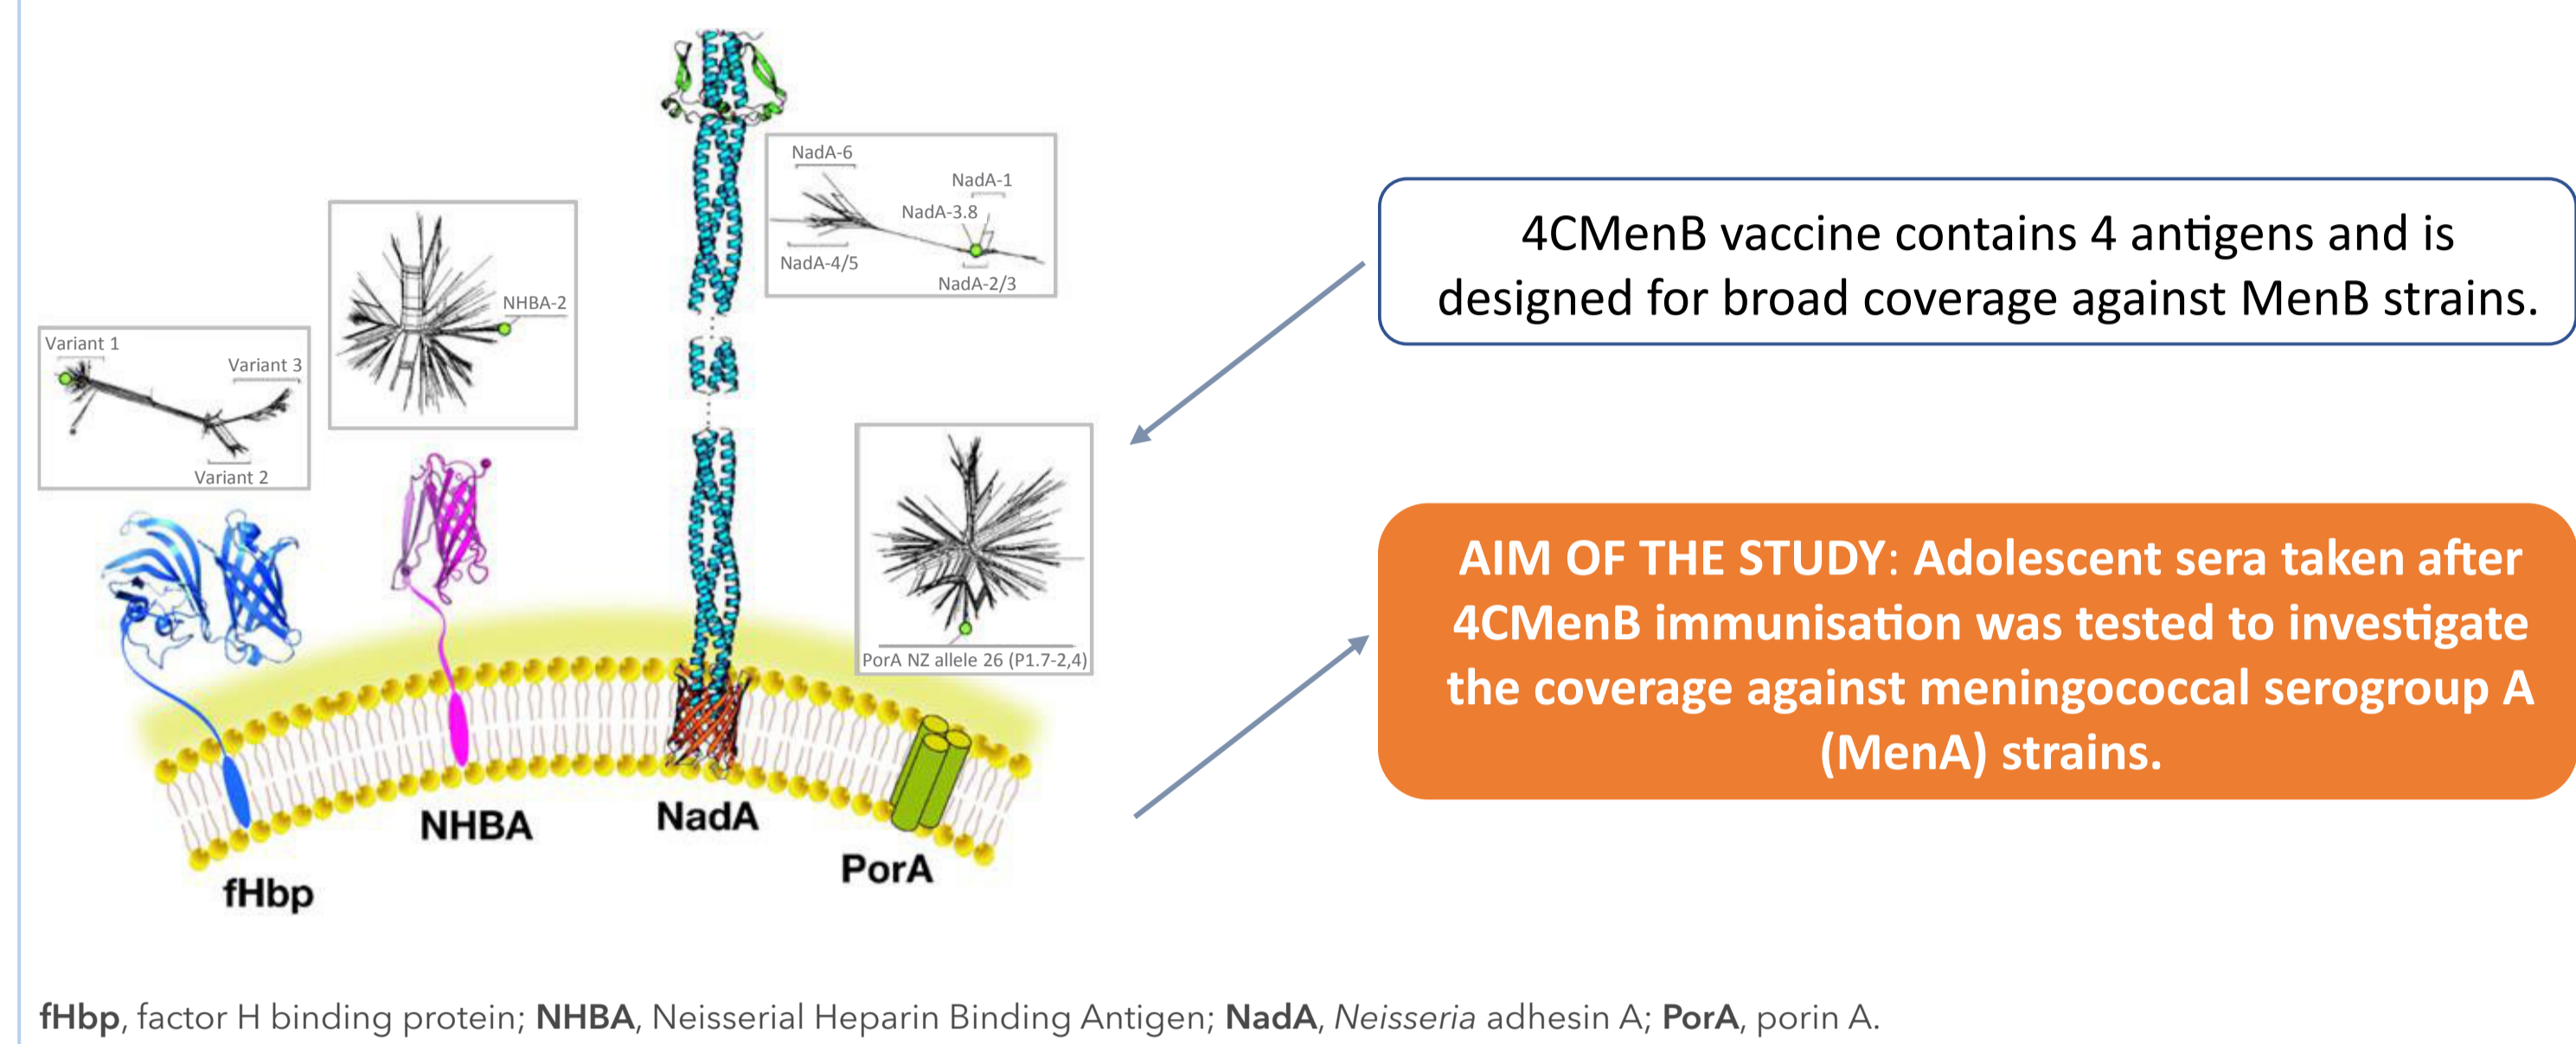 NadA-6
NadA-1
NadA-3.8
NadA-4/5
NadA-2/3
NHBA-2
Variant 1
Variant 3
Variant 2
PorA NZ allele 26 (P1.7-2,4)
fHbp
NHBA
NadA
PorA
4CMenB vaccine contains 4 antigens and is
designed for broad coverage against MenB strains.
AIM OF THE STUDY: Adolescent sera taken after
4CMenB immunisation was tested to investigate
the coverage against meningococcal serogroup A
(MenA) strains.
fHbp, factor H binding protein; NHBA, Neisserial Heparin Binding Antigen; NadA, Neisseria adhesin A; PorA, porin A.